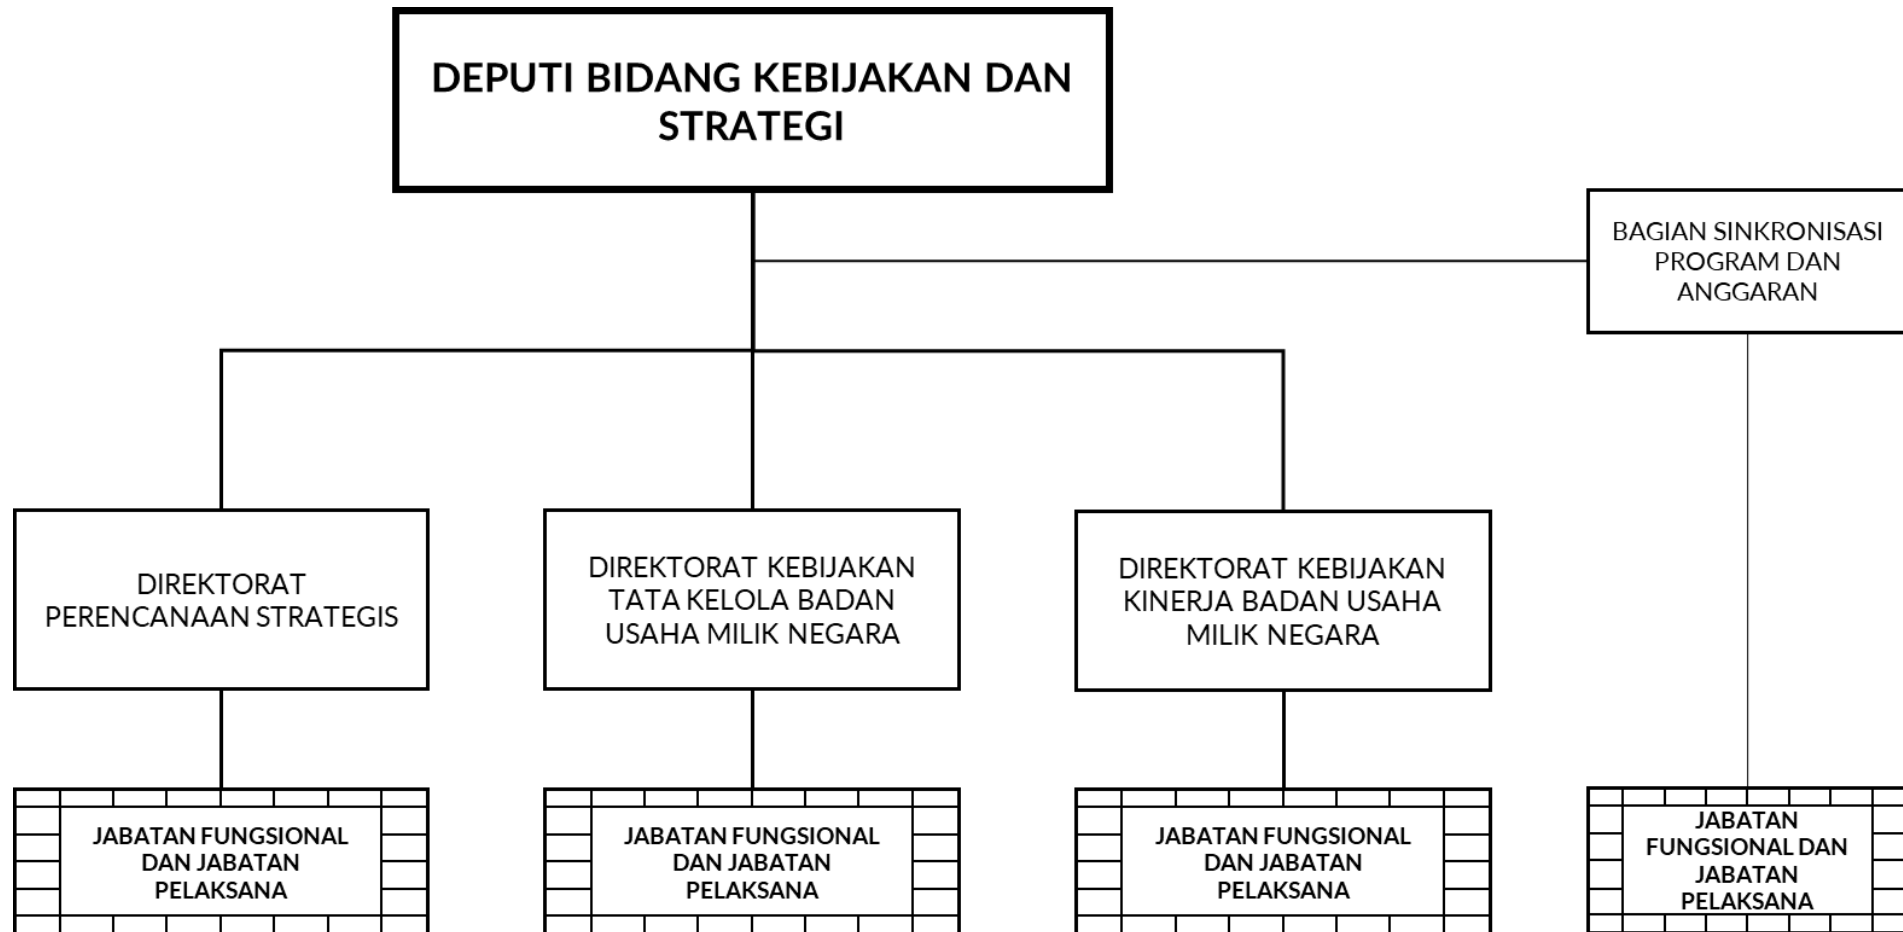 DEPUTI BIDANG KEBIJAKAN DAN
STRATEGI
BAGIAN SINKRONISASI
PROGRAM DAN
ANGGARAN
DIREKTORAT
PERENCANAAN STRATEGIS
DIREKTORAT KEBIJAKAN
TATA KELOLA BADAN
USAHA MILIK NEGARA
DIREKTORAT KEBIJAKAN
KINERJA BADAN USAHA
MILIK NEGARA
JABATAN FUNGSIONAL
DAN JABATAN
PELAKSANA
JABATAN FUNGSIONAL
DAN JABATAN
PELAKSANA
JABATAN FUNGSIONAL
DAN JABATAN
PELAKSANA
JABATAN
FUNGSIONAL DAN
JABATAN
PELAKSANA